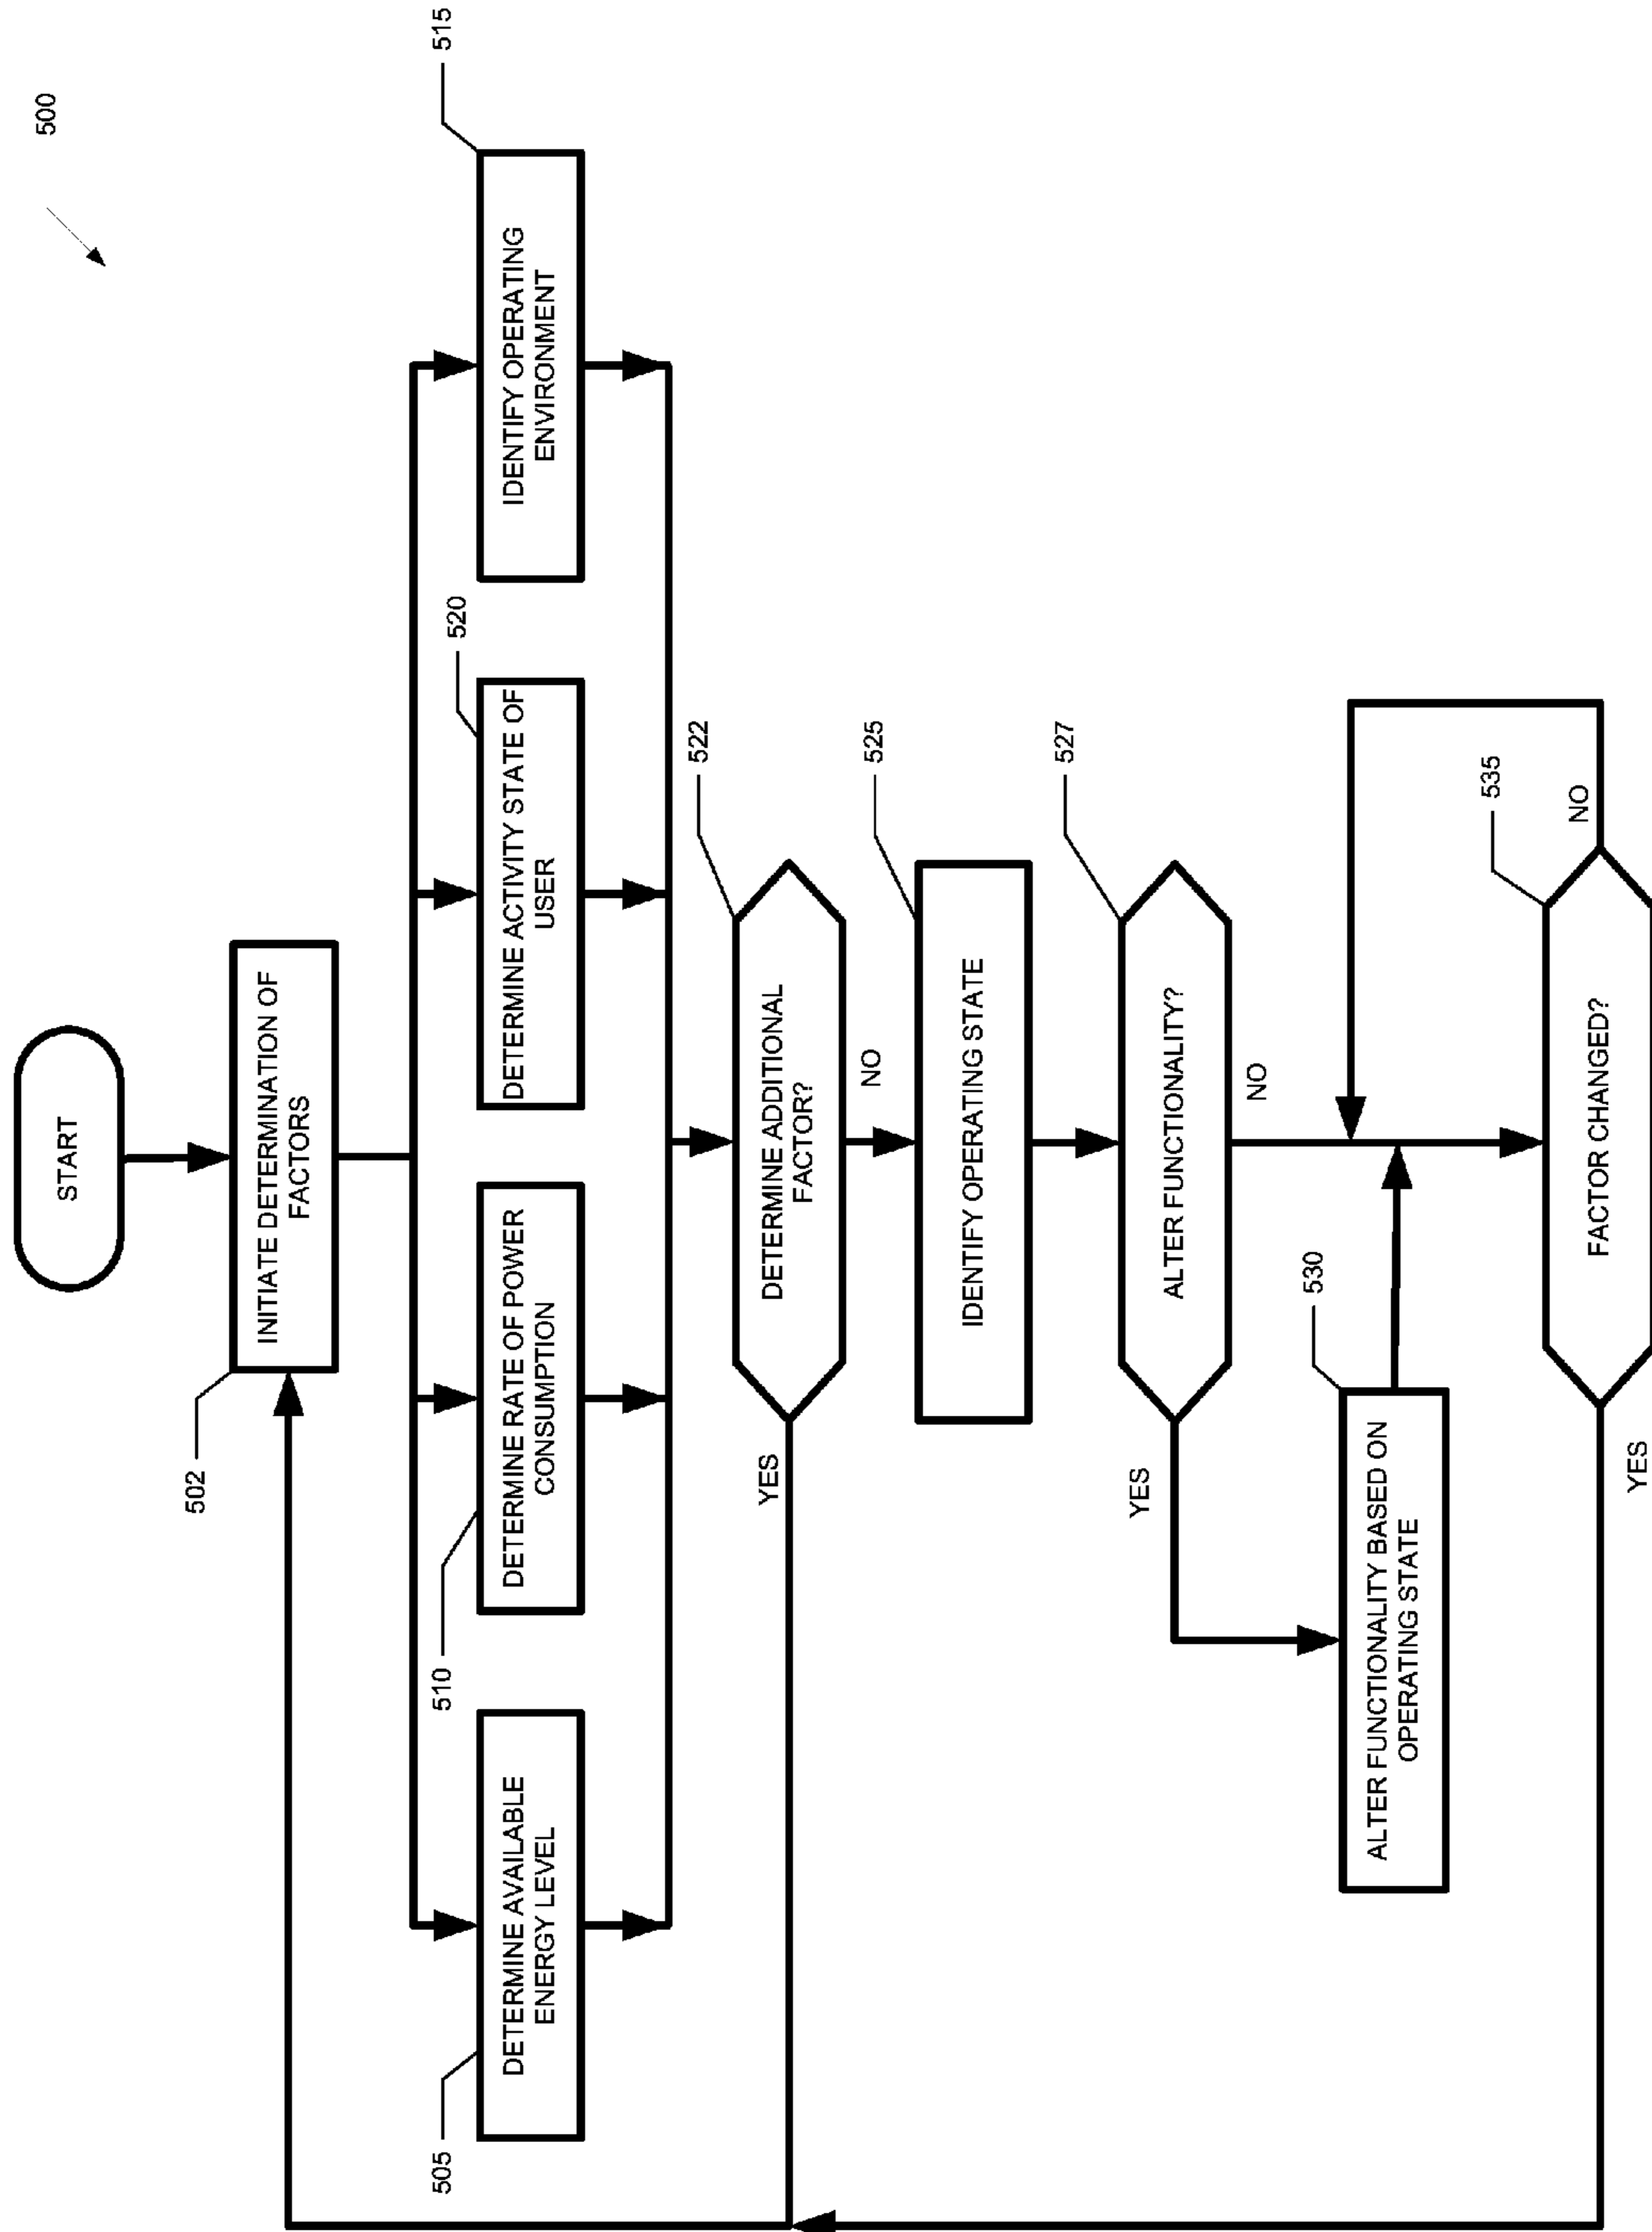 500
START
502
INITIATE DETERMINATION OF
FACTORS
505
DETERMINE AVAILABLE
ENERGY LEVEL
510
DETERMINE RATE OF POWER
CONSUMPTION
520
DETERMINE ACTIVITY STATE OF
USER
515
IDENTIFY OPERATING
ENVIRONMENT
522
DETERMINE ADDITIONAL
FACTOR?
YES
NO
525
IDENTIFY OPERATING STATE
527
ALTER FUNCTIONALITY?
YES
NO
530
ALTER FUNCTIONALITY BASED ON
OPERATING STATE
535
FACTOR CHANGED?
NO
YES